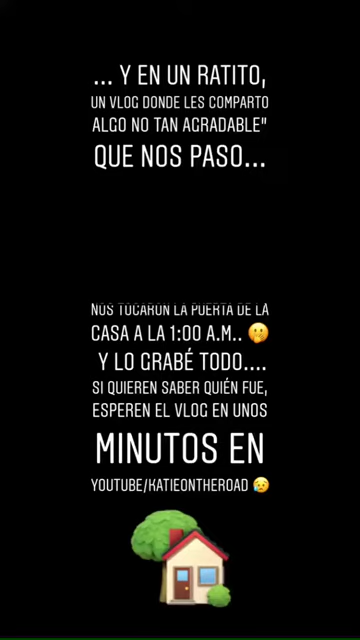 ... Y EN UN RATITO,
UN VLOG DONDE LES COMPARTO
ALGO NO TAN AGRADABLE"
QUE NOS PASO...
NOS TOCARON LA PUERTA DE LA
CASA A LA 1:00 A.M.. 🤭
Y LO GRABÉ TODO....
SI QUIEREN SABER QUIÉN FUE,
ESPEREN EL VLOG EN UNOS
MINUTOS EN
YOUTUBE/KATIEONTHEROAD 😥